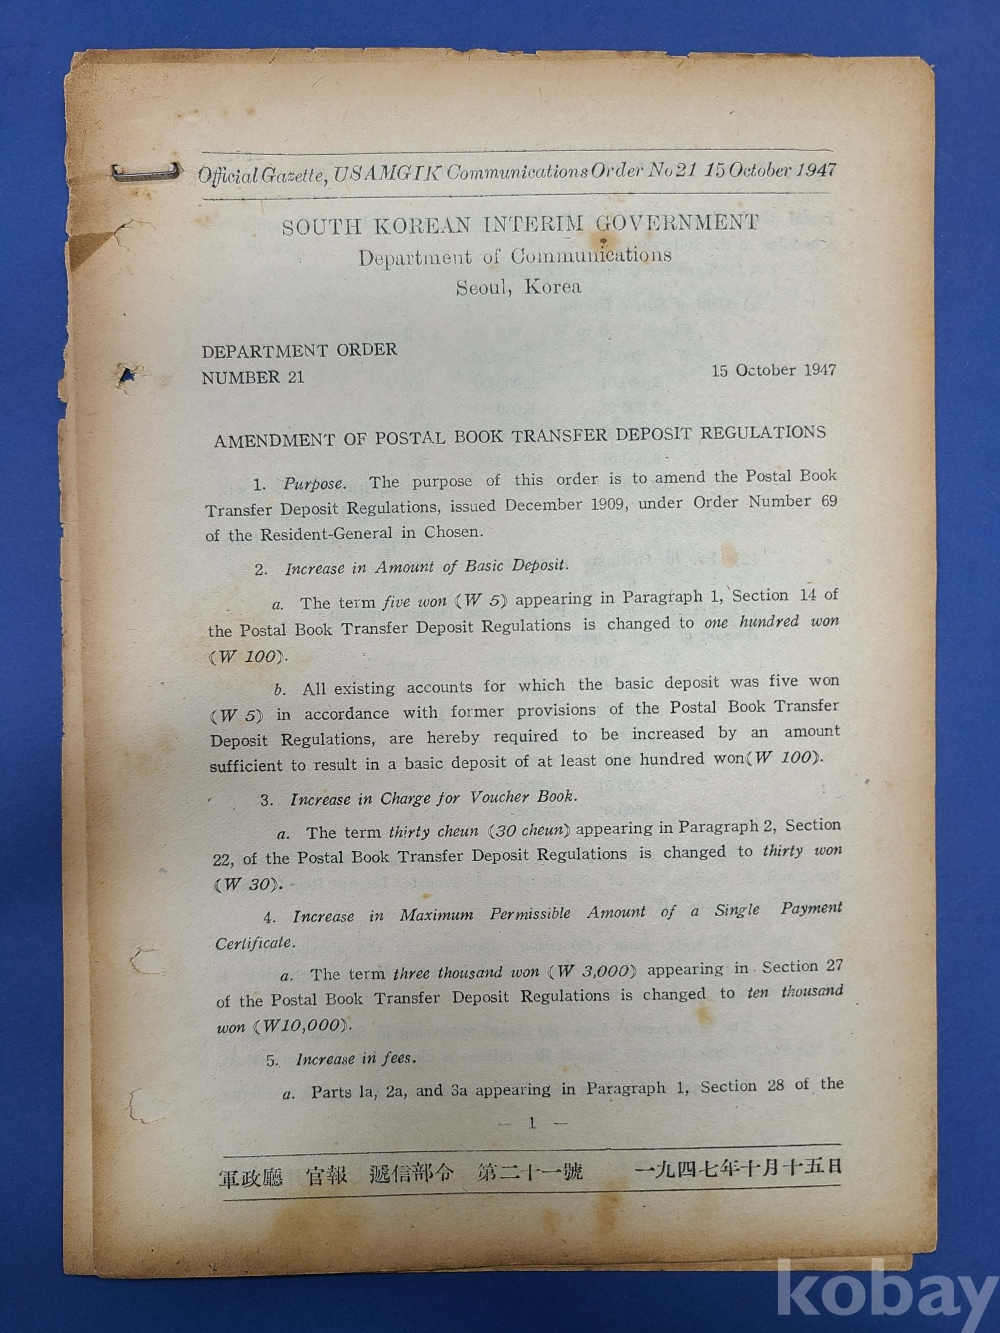 Official Gazette, USAMGIK Communications Order No 21 15 October 1947
SOUTH KOREAN INTERIM GOVERNMENT
Department of Communications
Seoul, Korea
DEPARTMENT ORDER
NUMBER 21
15 October 1947
AMENDMENT OF POSTAL BOOK TRANSFER DEPOSIT REGULATIONS
1. Purpose. The purpose of this order is to amend the Postal Book
Transfer Deposit Regulations, issued December 1909, under Order Number 69
of the Resident-General in Chosen.
2. Increase in Amount of Basic Deposit.
a. The term five won (W 5) appearing in Paragraph 1, Section 14 of
the Postal Book Transfer Deposit Regulations is changed to one hundred won
(W 100).
b. All existing accounts for which the basic deposit was five won
(W 5) in accordance with former provisions of the Postal Book Transfer
Deposit Regulations, are hereby required to be increased by an amount
sufficient to result in a basic deposit of at least one hundred won(W 100).
3. Increase in Charge for Voucher Book.
a. The term thirty cheun (30 cheun) appearing in Paragraph 2, Section
22, of the Postal Book Transfer Deposit Regulations is changed to thirty won
(W 30).
4. Increase in Maximum Permissible Amount of a Single Payment
Certificate.
a. The term three thousand won (W 3,000) appearing in Section 27
of the Postal Book Transfer Deposit Regulations is changed to ten thousand
won (W10,000).
5. Increase in fees.
a. Parts 1a, 2a, and 3a appearing in Paragraph 1, Section 28 of the
— 1 —
軍政廳 官報 遞信部令 第二十一號 一九四七年十月十五日
kobay